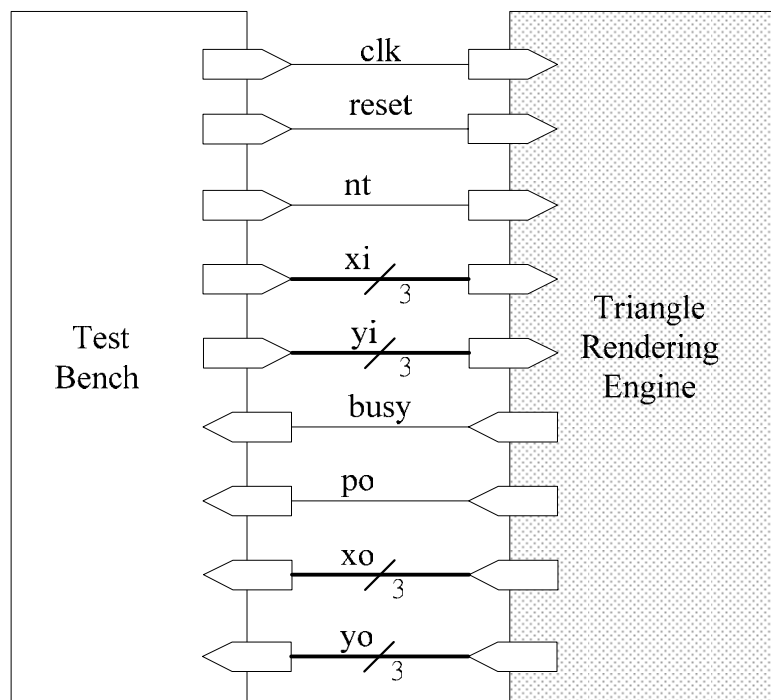 clk
reset
nt
xi
3
yi
3
busy
po
xo
3
yo
3
Test
Bench
Triangle
Rendering
Engine